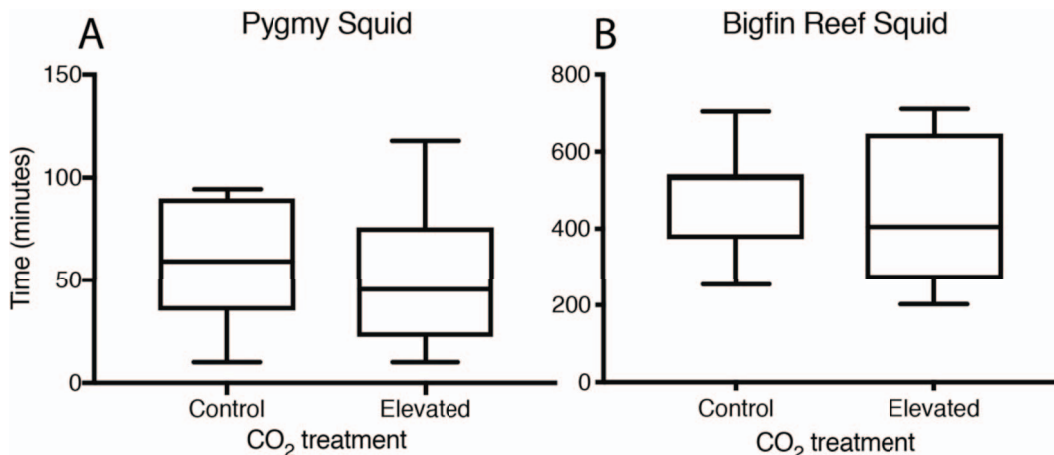 A Pygmy Squid
150
100
50
0
Time (minutes)
Control Elevated
CO₂ treatment
B Bigfin Reef Squid
800
600
400
200
0
Control Elevated
CO₂ treatment